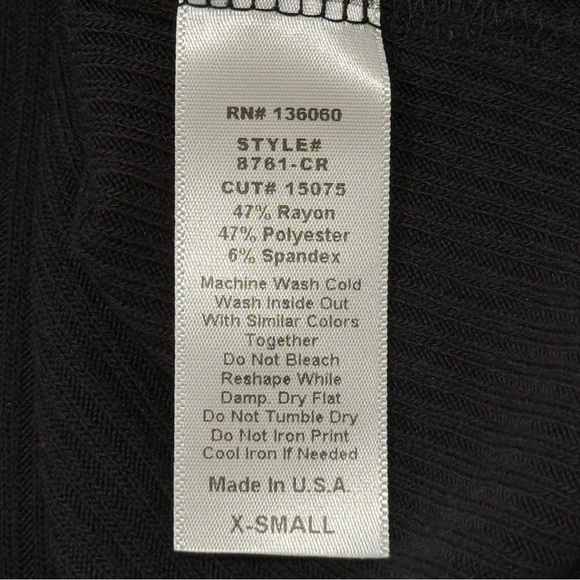 RN# 136060
STYLE#
8761-CR
CUT# 15075
47% Rayon
47% Polyester
6% Spandex
Machine Wash Cold
Wash Inside Out
With Similar Colors
Together
Do Not Bleach
Reshape While
Damp. Dry Flat
Do Not Tumble Dry
Do Not Iron Print
Cool Iron If Needed
Made In U.S.A.
X-SMALL